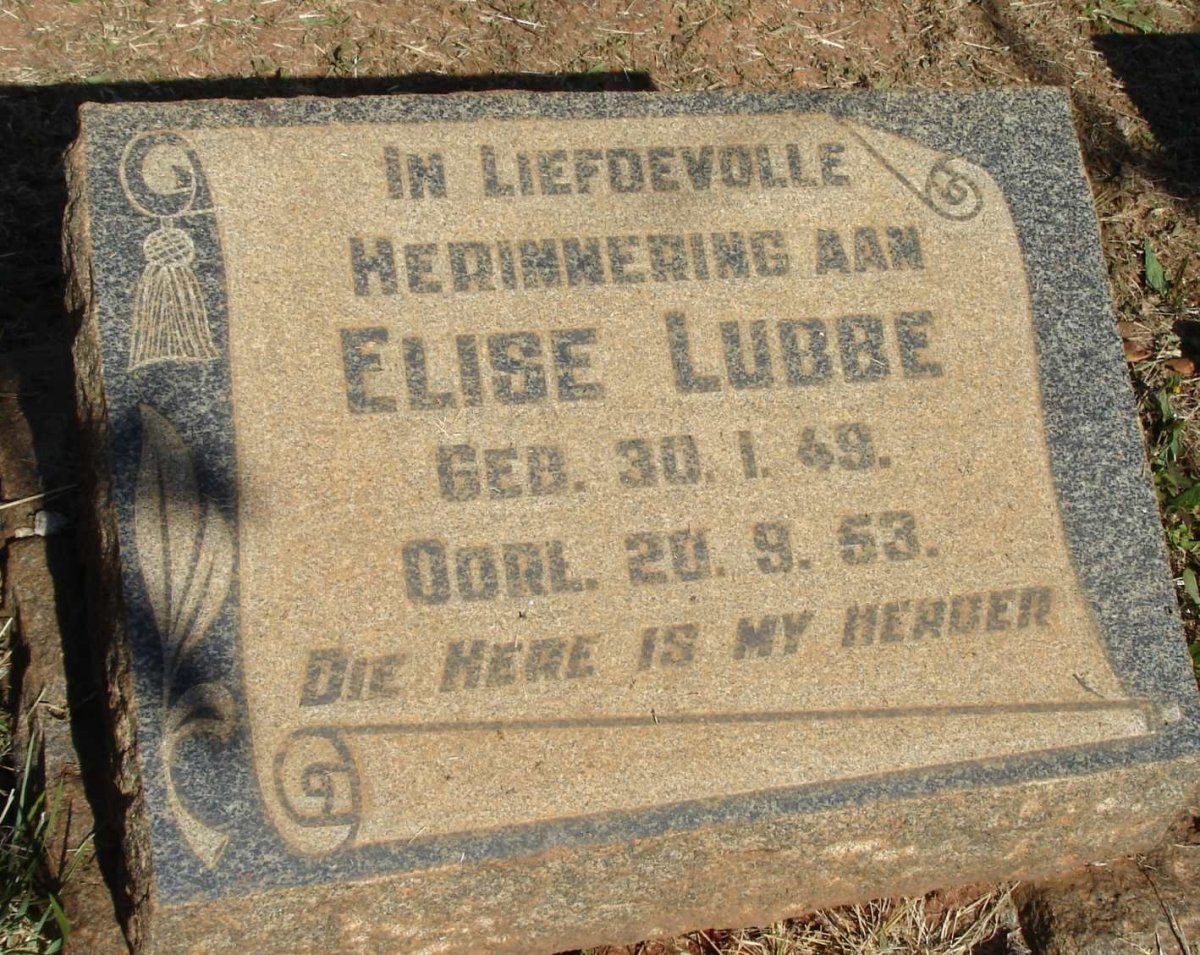 IN LIEFDEVOLLE
HERINNERING AAN
ELISE LUBBE
GEB. 30. 1. 49.
OORL. 20. 9. 53.
DIE HERE IS MY HERDER